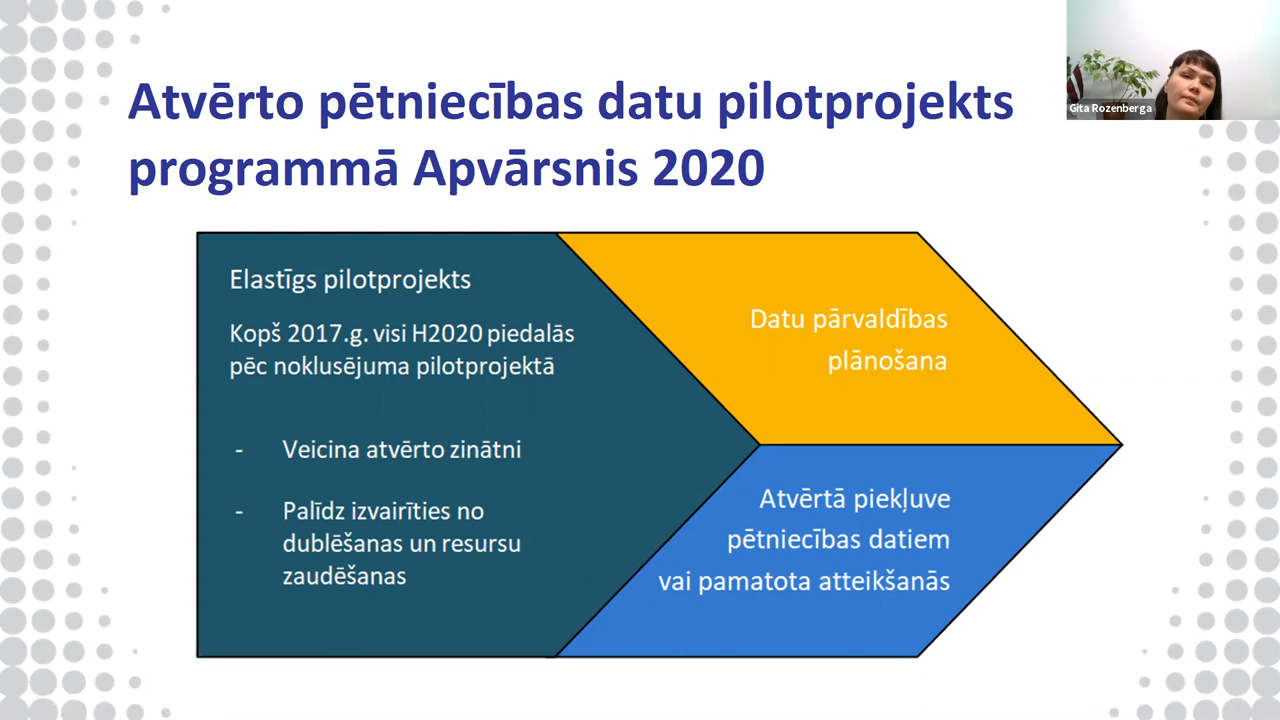 Atvērto pētniecības datu pilotprojekts
programmā Apvārsnis 2020
Gita Rozenberga
Elastīgs pilotprojekts
Kopš 2017.g. visi H2020 piedalās
pēc noklusējuma pilotprojektā
- Veicina atvērto zinātni
- Palīdz izvairīties no
dublēšanas un resursu
zaudēšanas
Datu pārvaldības
plānošana
Atvērtā piekļuve
pētniecības datiem
vai pamatota atteikšanās